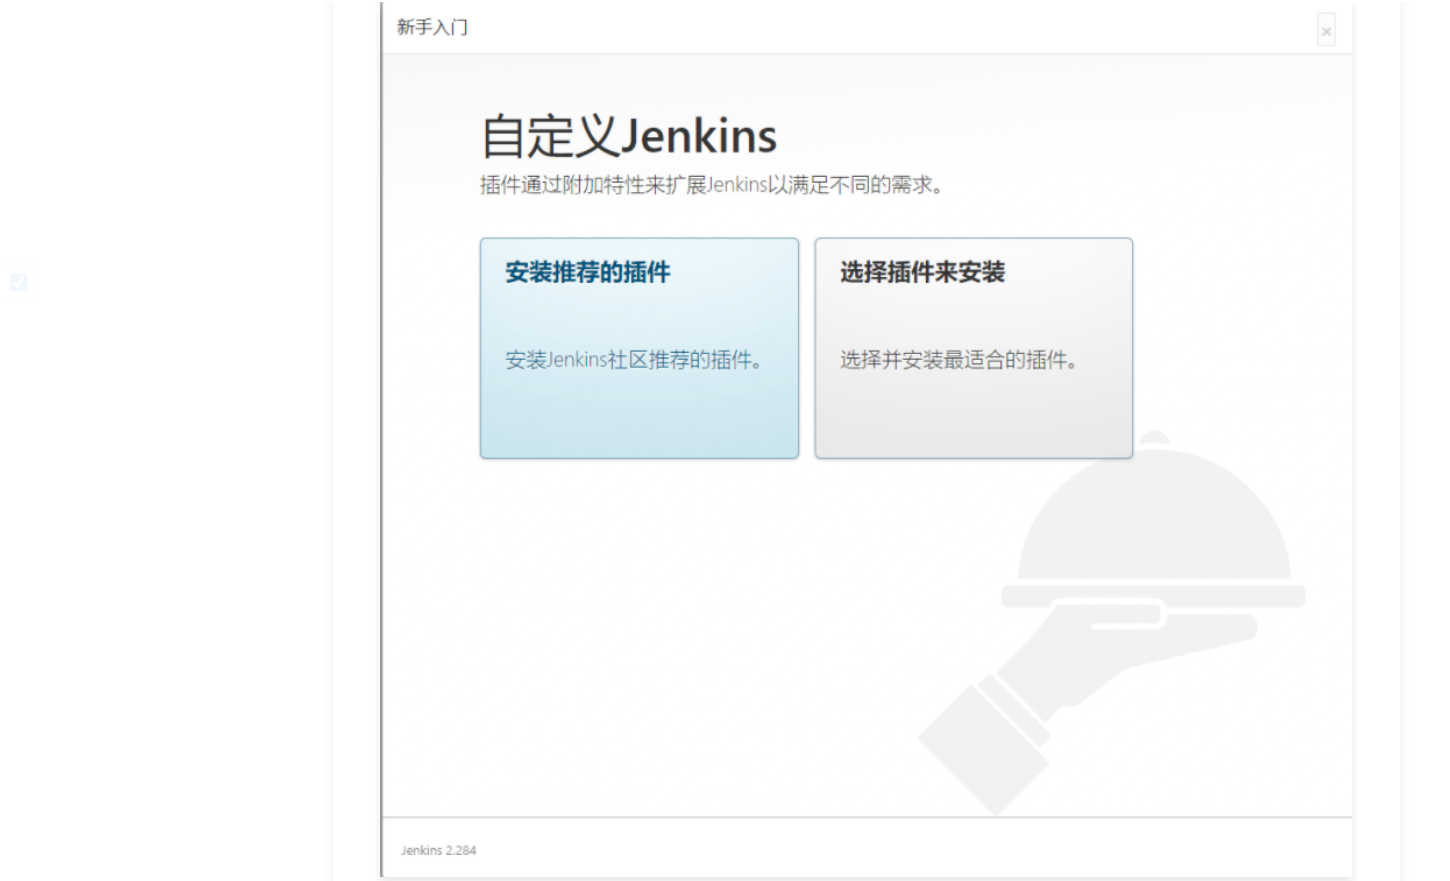 新手入门
×
自定义Jenkins
插件通过附加特性来扩展Jenkins以满足不同的需求。
安装推荐的插件
安装Jenkins社区推荐的插件。
选择插件来安装
选择并安装最适合的插件。
Jenkins 2.284